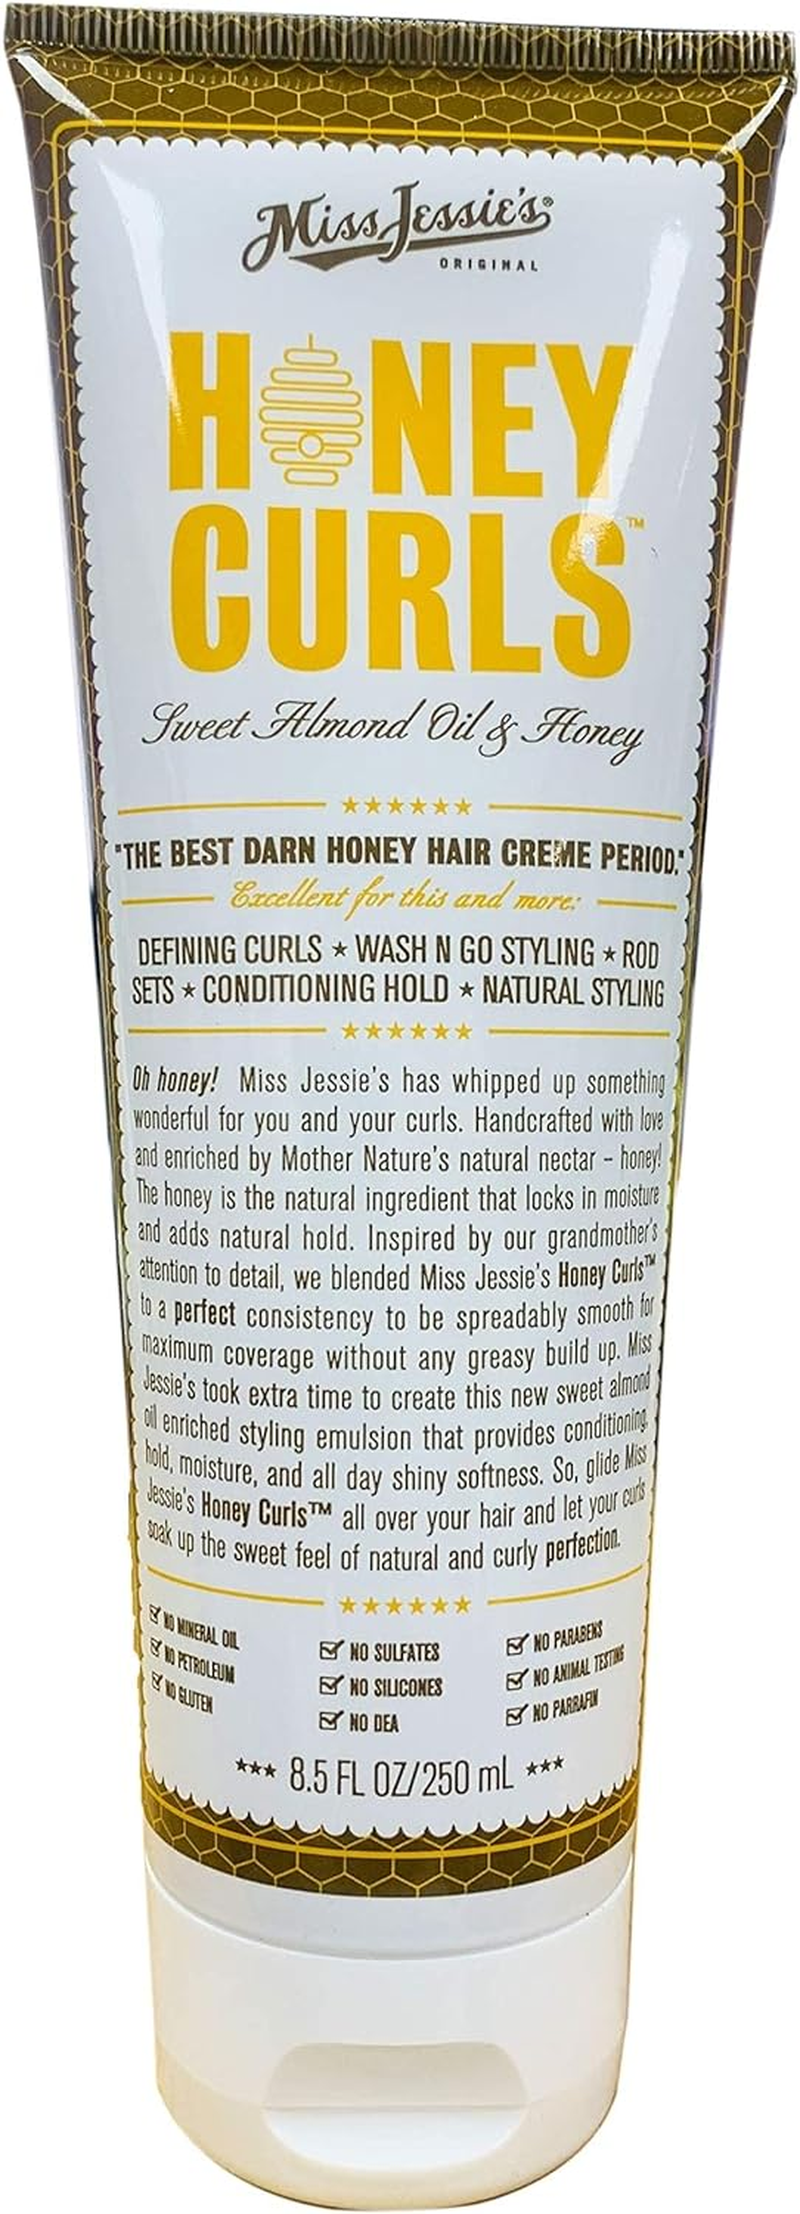 Miss Jessie's®
ORIGINAL
HONEY
CURLS™
Sweet Almond Oil & Honey
★★★★★★
"THE BEST DARN HONEY HAIR CREME PERIOD."
Excellent for this and more:
DEFINING CURLS ★ WASH N GO STYLING ★ ROD
SETS ★ CONDITIONING HOLD ★ NATURAL STYLING
★★★★★★
Oh honey! Miss Jessie's has whipped up something
wonderful for you and your curls. Handcrafted with love
and enriched by Mother Nature's natural nectar – honey!
The honey is the natural ingredient that locks in moisture
and adds natural hold. Inspired by our grandmother's
attention to detail, we blended Miss Jessie's Honey Curls™
to a perfect consistency to be spreadably smooth for
maximum coverage without any greasy build up. Miss
Jessie's took extra time to create this new sweet almond
oil enriched styling emulsion that provides conditioning,
hold, moisture, and all day shiny softness. So, glide Miss
Jessie's Honey Curls™ all over your hair and let your curls
soak up the sweet feel of natural and curly perfection.
★★★★★★
☑ NO MINERAL OIL
☑ NO PETROLEUM
☑ NO GLUTEN
☑ NO SULFATES
☑ NO SILICONES
☑ NO DEA
☑ NO PARABENS
☑ NO ANIMAL TESTING
☑ NO PARRAFIN
★★★ 8.5 FL OZ/250 mL ★★★